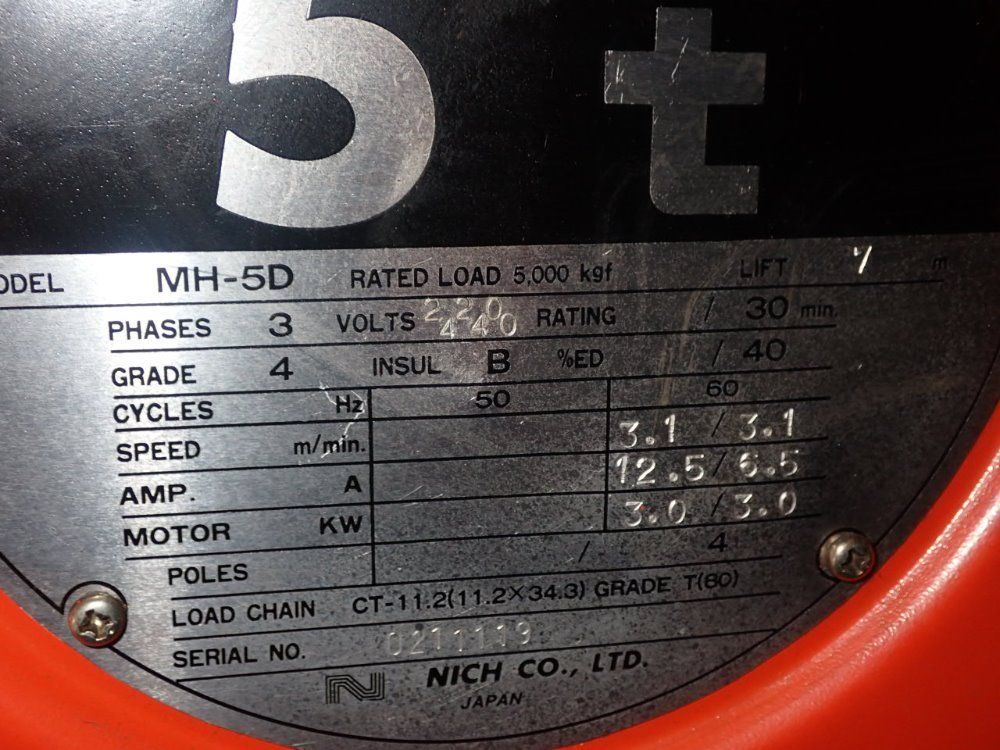 5 t
ODEL MH-5D RATED LOAD 5,000 kgf LIFT 7 m
PHASES 3 VOLTS 220 440 RATING / 30 min.
GRADE 4 INSUL B %ED / 40
CYCLES Hz 50 60
SPEED m/min. 3.1 / 3.1
AMP. A 12.5 / 6.5
MOTOR KW 3.0 / 3.0
POLES / 4
LOAD CHAIN CT-11.2(11.2×34.3) GRADE T(80)
SERIAL NO. 0211119
N NICH CO., LTD.
JAPAN